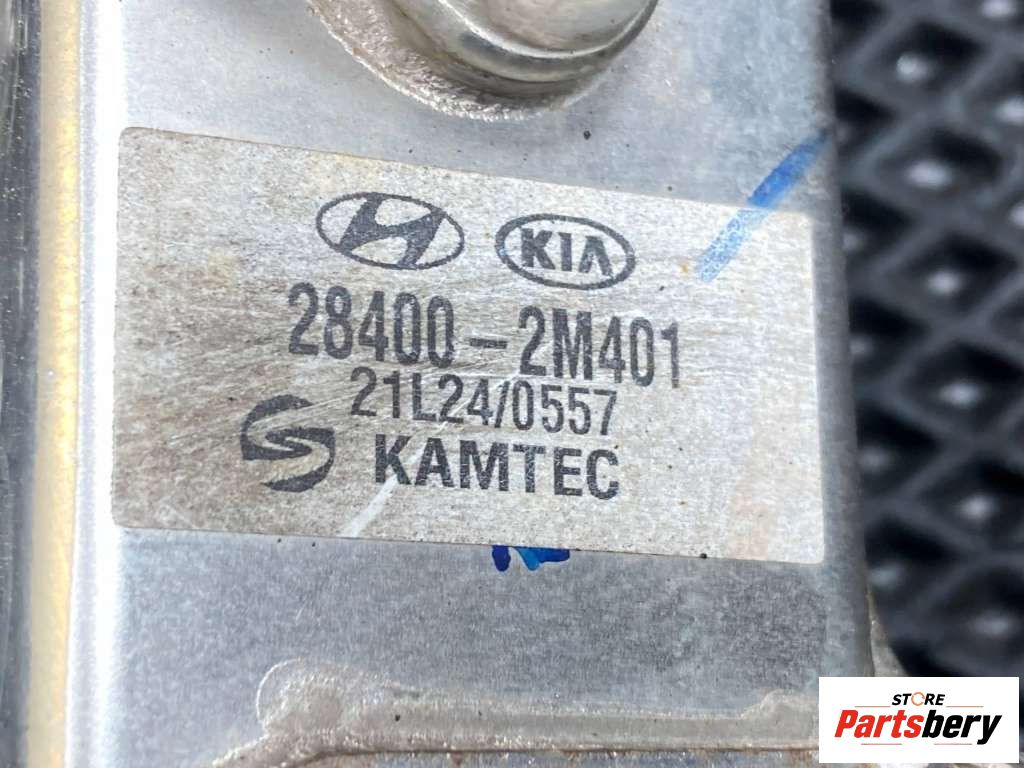 KIA
28400-2M401
21L24/0557
KAMTEC
STORE
Partsbery